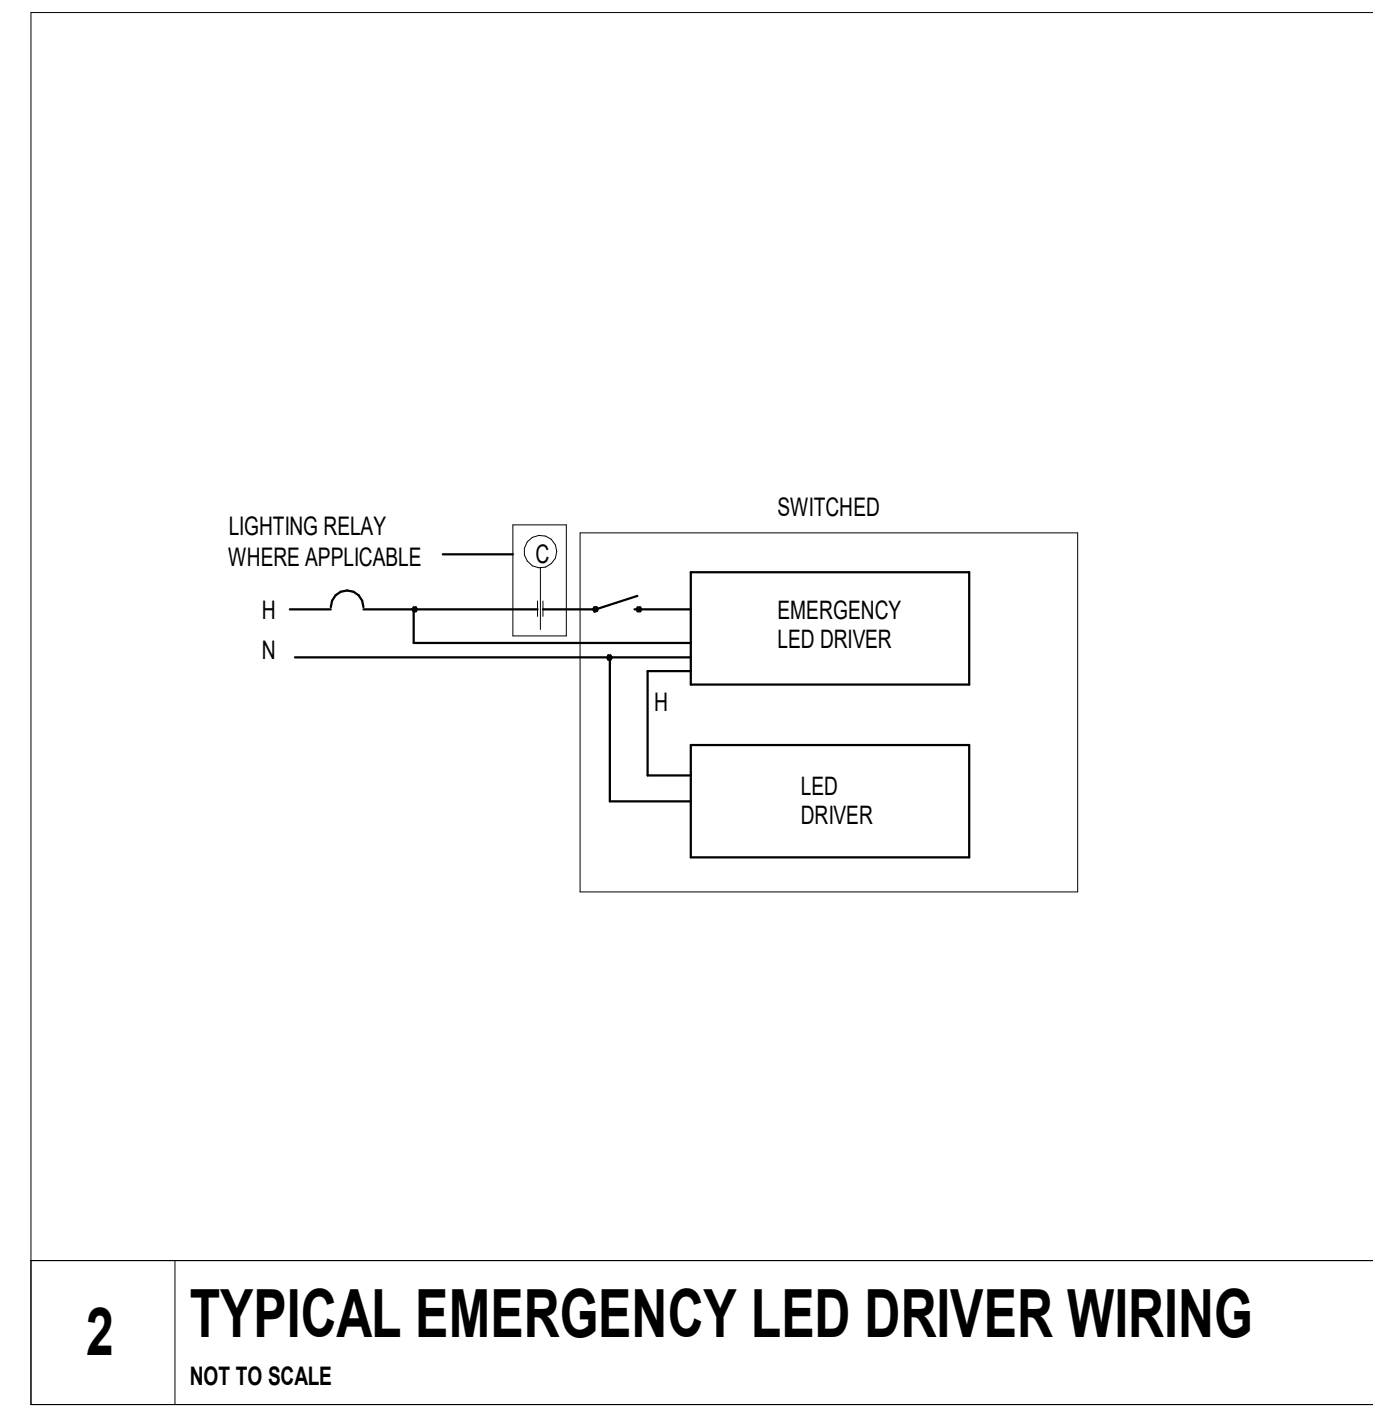 SWITCHED
LIGHTING RELAY
WHERE APPLICABLE
C
H
N
EMERGENCY
LED DRIVER
H
LED
DRIVER
2
TYPICAL EMERGENCY LED DRIVER WIRING
NOT TO SCALE